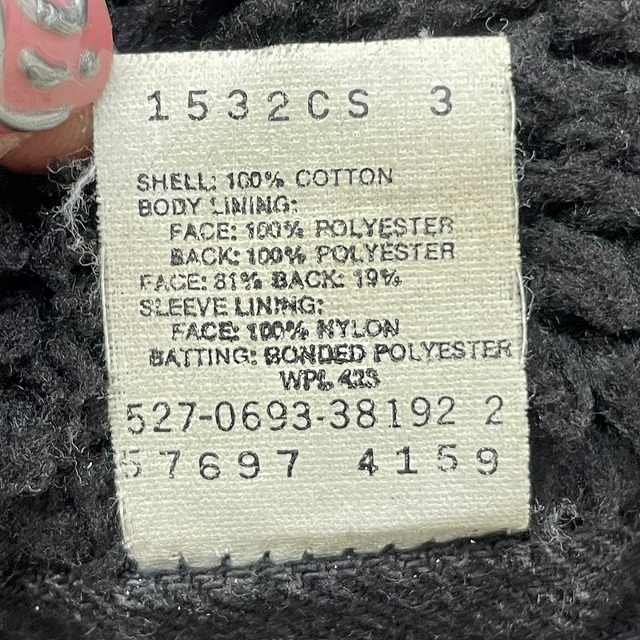 1532CS 3
SHELL: 100% COTTON
BODY LINING:
FACE: 100% POLYESTER
BACK: 100% POLYESTER
FACE: 81% BACK: 19%
SLEEVE LINING:
FACE: 100% NYLON
BATTING: BONDED POLYESTER
WPL 423
527-0693-38192 2
57697 4159